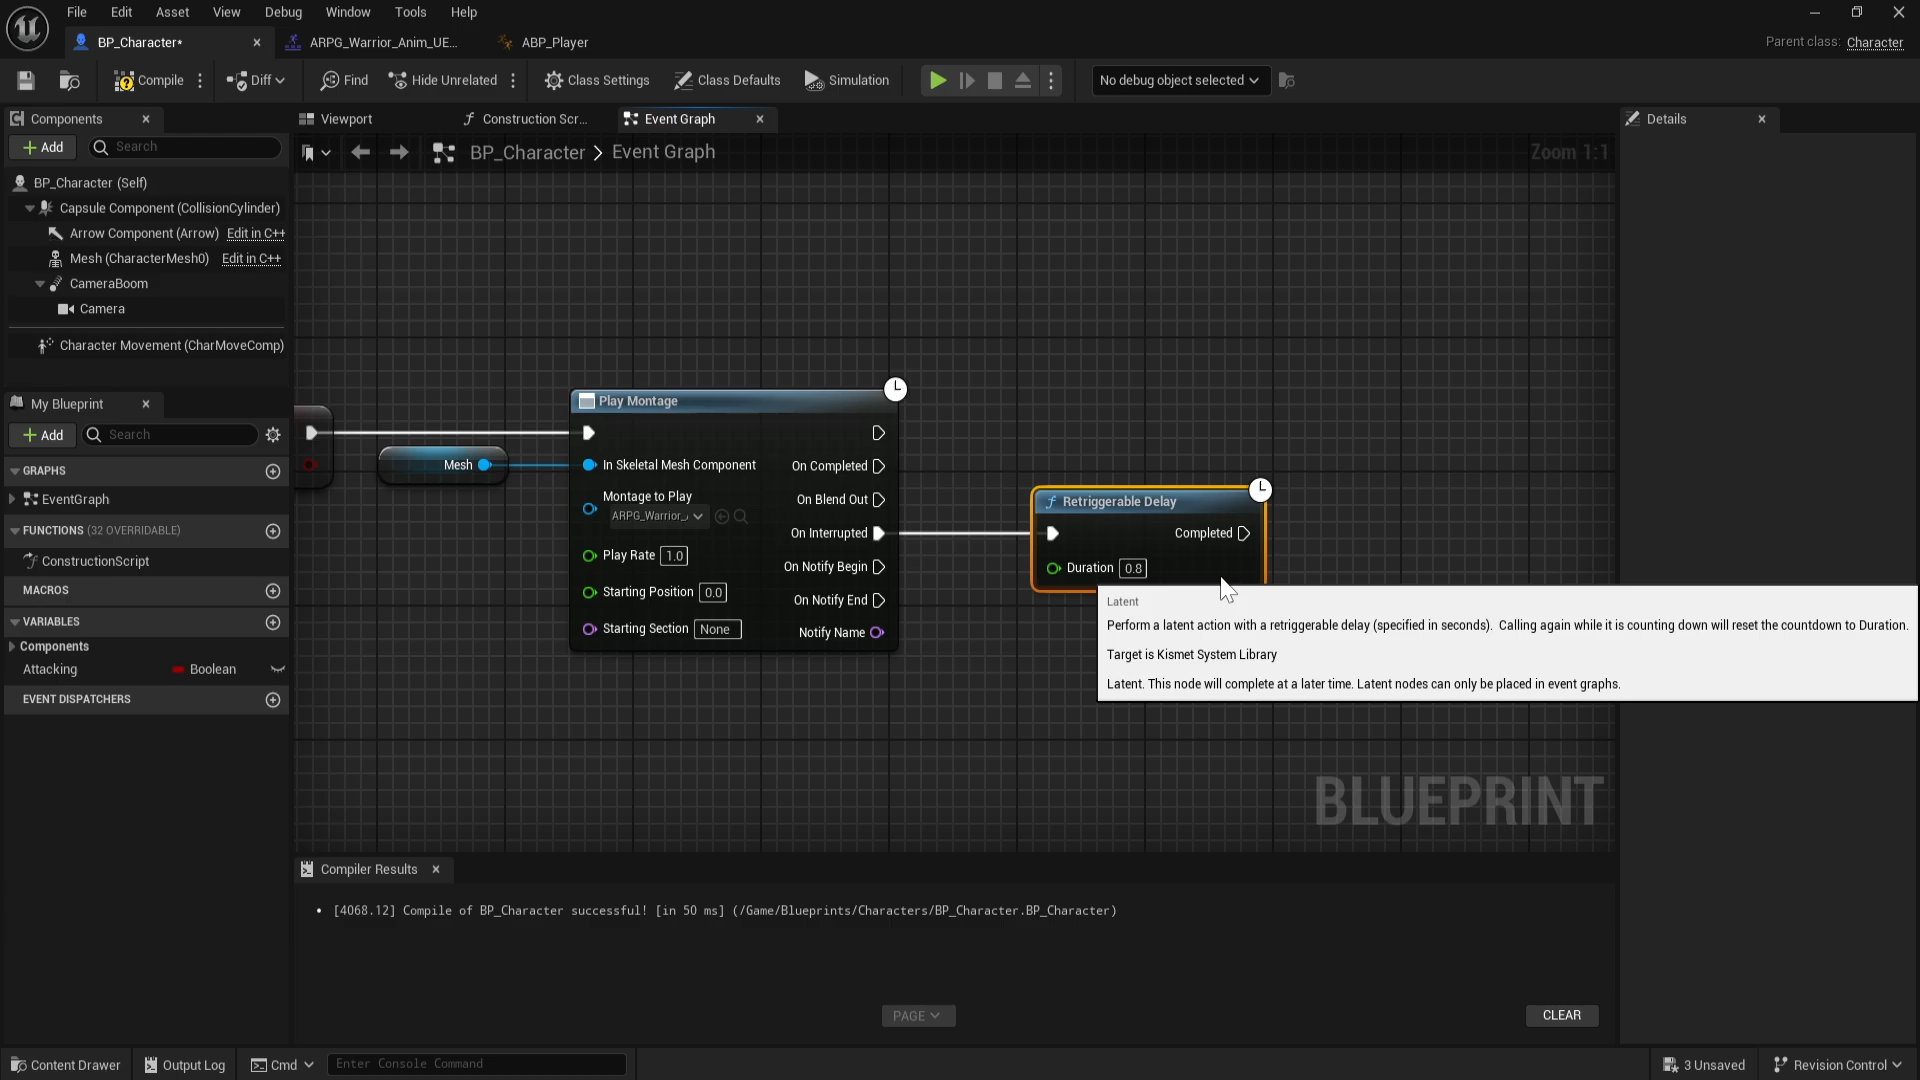 File Edit Asset View Debug Window Tools Help
BP_Character*
ARPG_Warrior_Anim_UE...
ABP_Player
Parent class: Character
Compile
Diff
Find
Hide Unrelated
Class Settings
Class Defaults
Simulation
No debug object selected
Components
Add
Search
BP_Character (Self)
Capsule Component (CollisionCylinder)
Arrow Component (Arrow) Edit in C++
Mesh (CharacterMesh0) Edit in C++
CameraBoom
Camera
Character Movement (CharMoveComp)
My Blueprint
Add
Search
GRAPHS
EventGraph
FUNCTIONS (32 OVERRIDABLE)
ConstructionScript
MACROS
VARIABLES
Components
Attacking Boolean
EVENT DISPATCHERS
Viewport
Construction Scr...
Event Graph
BP_Character > Event Graph
Zoom 1:1
Mesh
Play Montage
In Skeletal Mesh Component
Montage to Play
ARPG_Warrior_
Play Rate 1.0
Starting Position 0.0
Starting Section None
On Completed
On Blend Out
On Interrupted
On Notify Begin
On Notify End
Notify Name
f Retriggerable Delay
Completed
Duration 0.8
Latent
Perform a latent action with a retriggerable delay (specified in seconds). Calling again while it is counting down will reset the countdown to Duration.
Target is Kismet System Library
Latent. This node will complete at a later time. Latent nodes can only be placed in event graphs.
BLUEPRINT
Details
Compiler Results
[4068.12] Compile of BP_Character successful! [in 50 ms] (/Game/Blueprints/Characters/BP_Character.BP_Character)
PAGE
CLEAR
Content Drawer
Output Log
Cmd
Enter Console Command
3 Unsaved
Revision Control